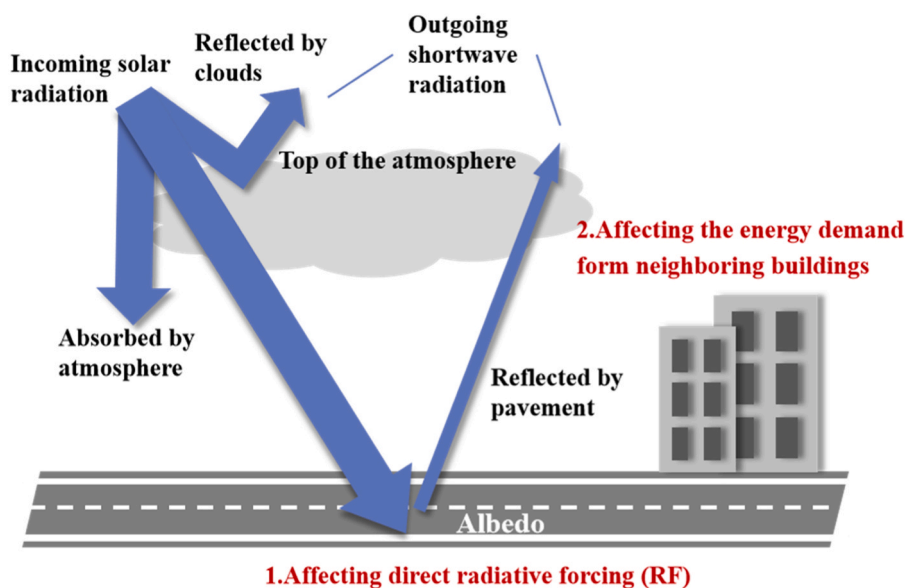 Incoming solar
radiation
Reflected by
clouds
Outgoing
shortwave
radiation
Top of the atmosphere
2.Affecting the energy demand
form neighboring buildings
Absorbed by
atmosphere
Reflected by
pavement
Albedo
1.Affecting direct radiative forcing (RF)